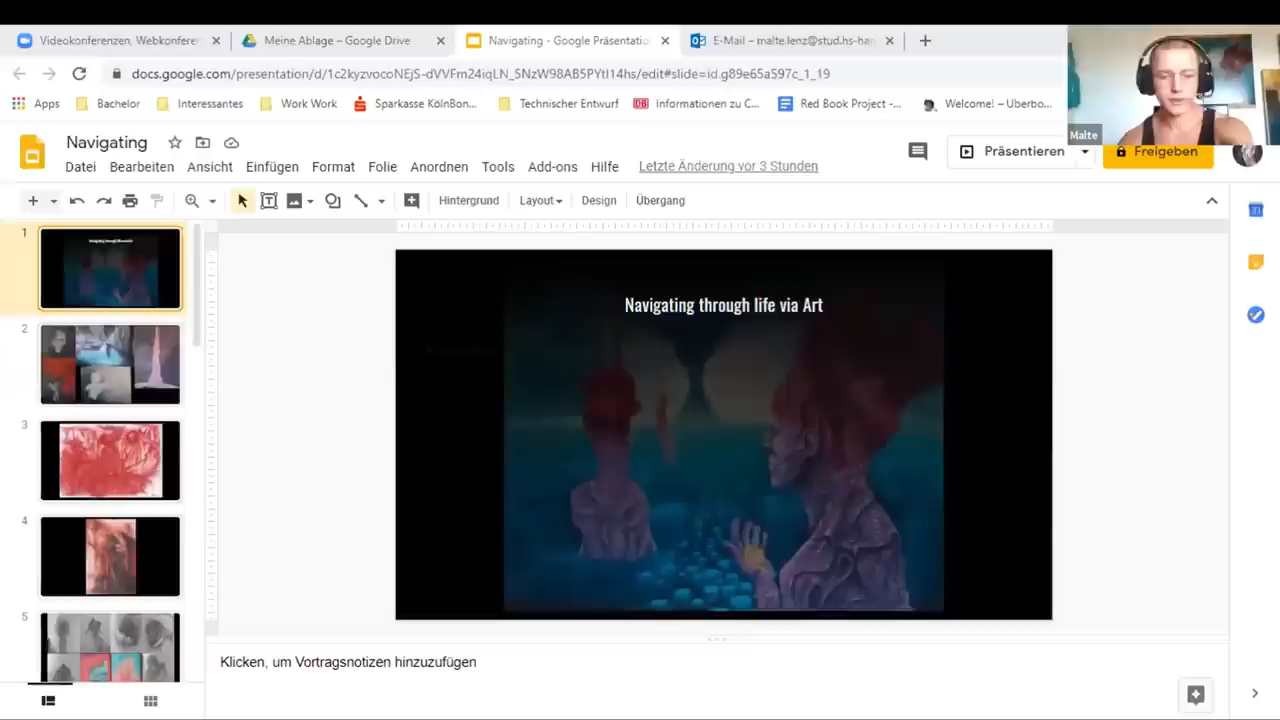 Videokonferenzen, Webkonfere
Meine Ablage – Google Drive
Navigating - Google Präsentatio
E-Mail – malte.lenz@stud.hs-han
docs.google.com/presentation/d/1c2kyzvocoNEjS-dVVFm24iqLN_SNzW98AB5PYtI14hs/edit#slide=id.g89e65a597c_1_19
Apps
Bachelor
Interessantes
Work Work
Sparkasse KölnBon...
Technischer Entwurf
Informationen zu C...
Red Book Project -...
Welcome! – Uberbo...
Malte
Navigating
Präsentieren
Freigeben
Datei
Bearbeiten
Ansicht
Einfügen
Format
Folie
Anordnen
Tools
Add-ons
Hilfe
Letzte Änderung vor 3 Stunden
Hintergrund
Layout
Design
Übergang
1
2
3
4
5
Navigating through life via Art
Klicken, um Vortragsnotizen hinzuzufügen